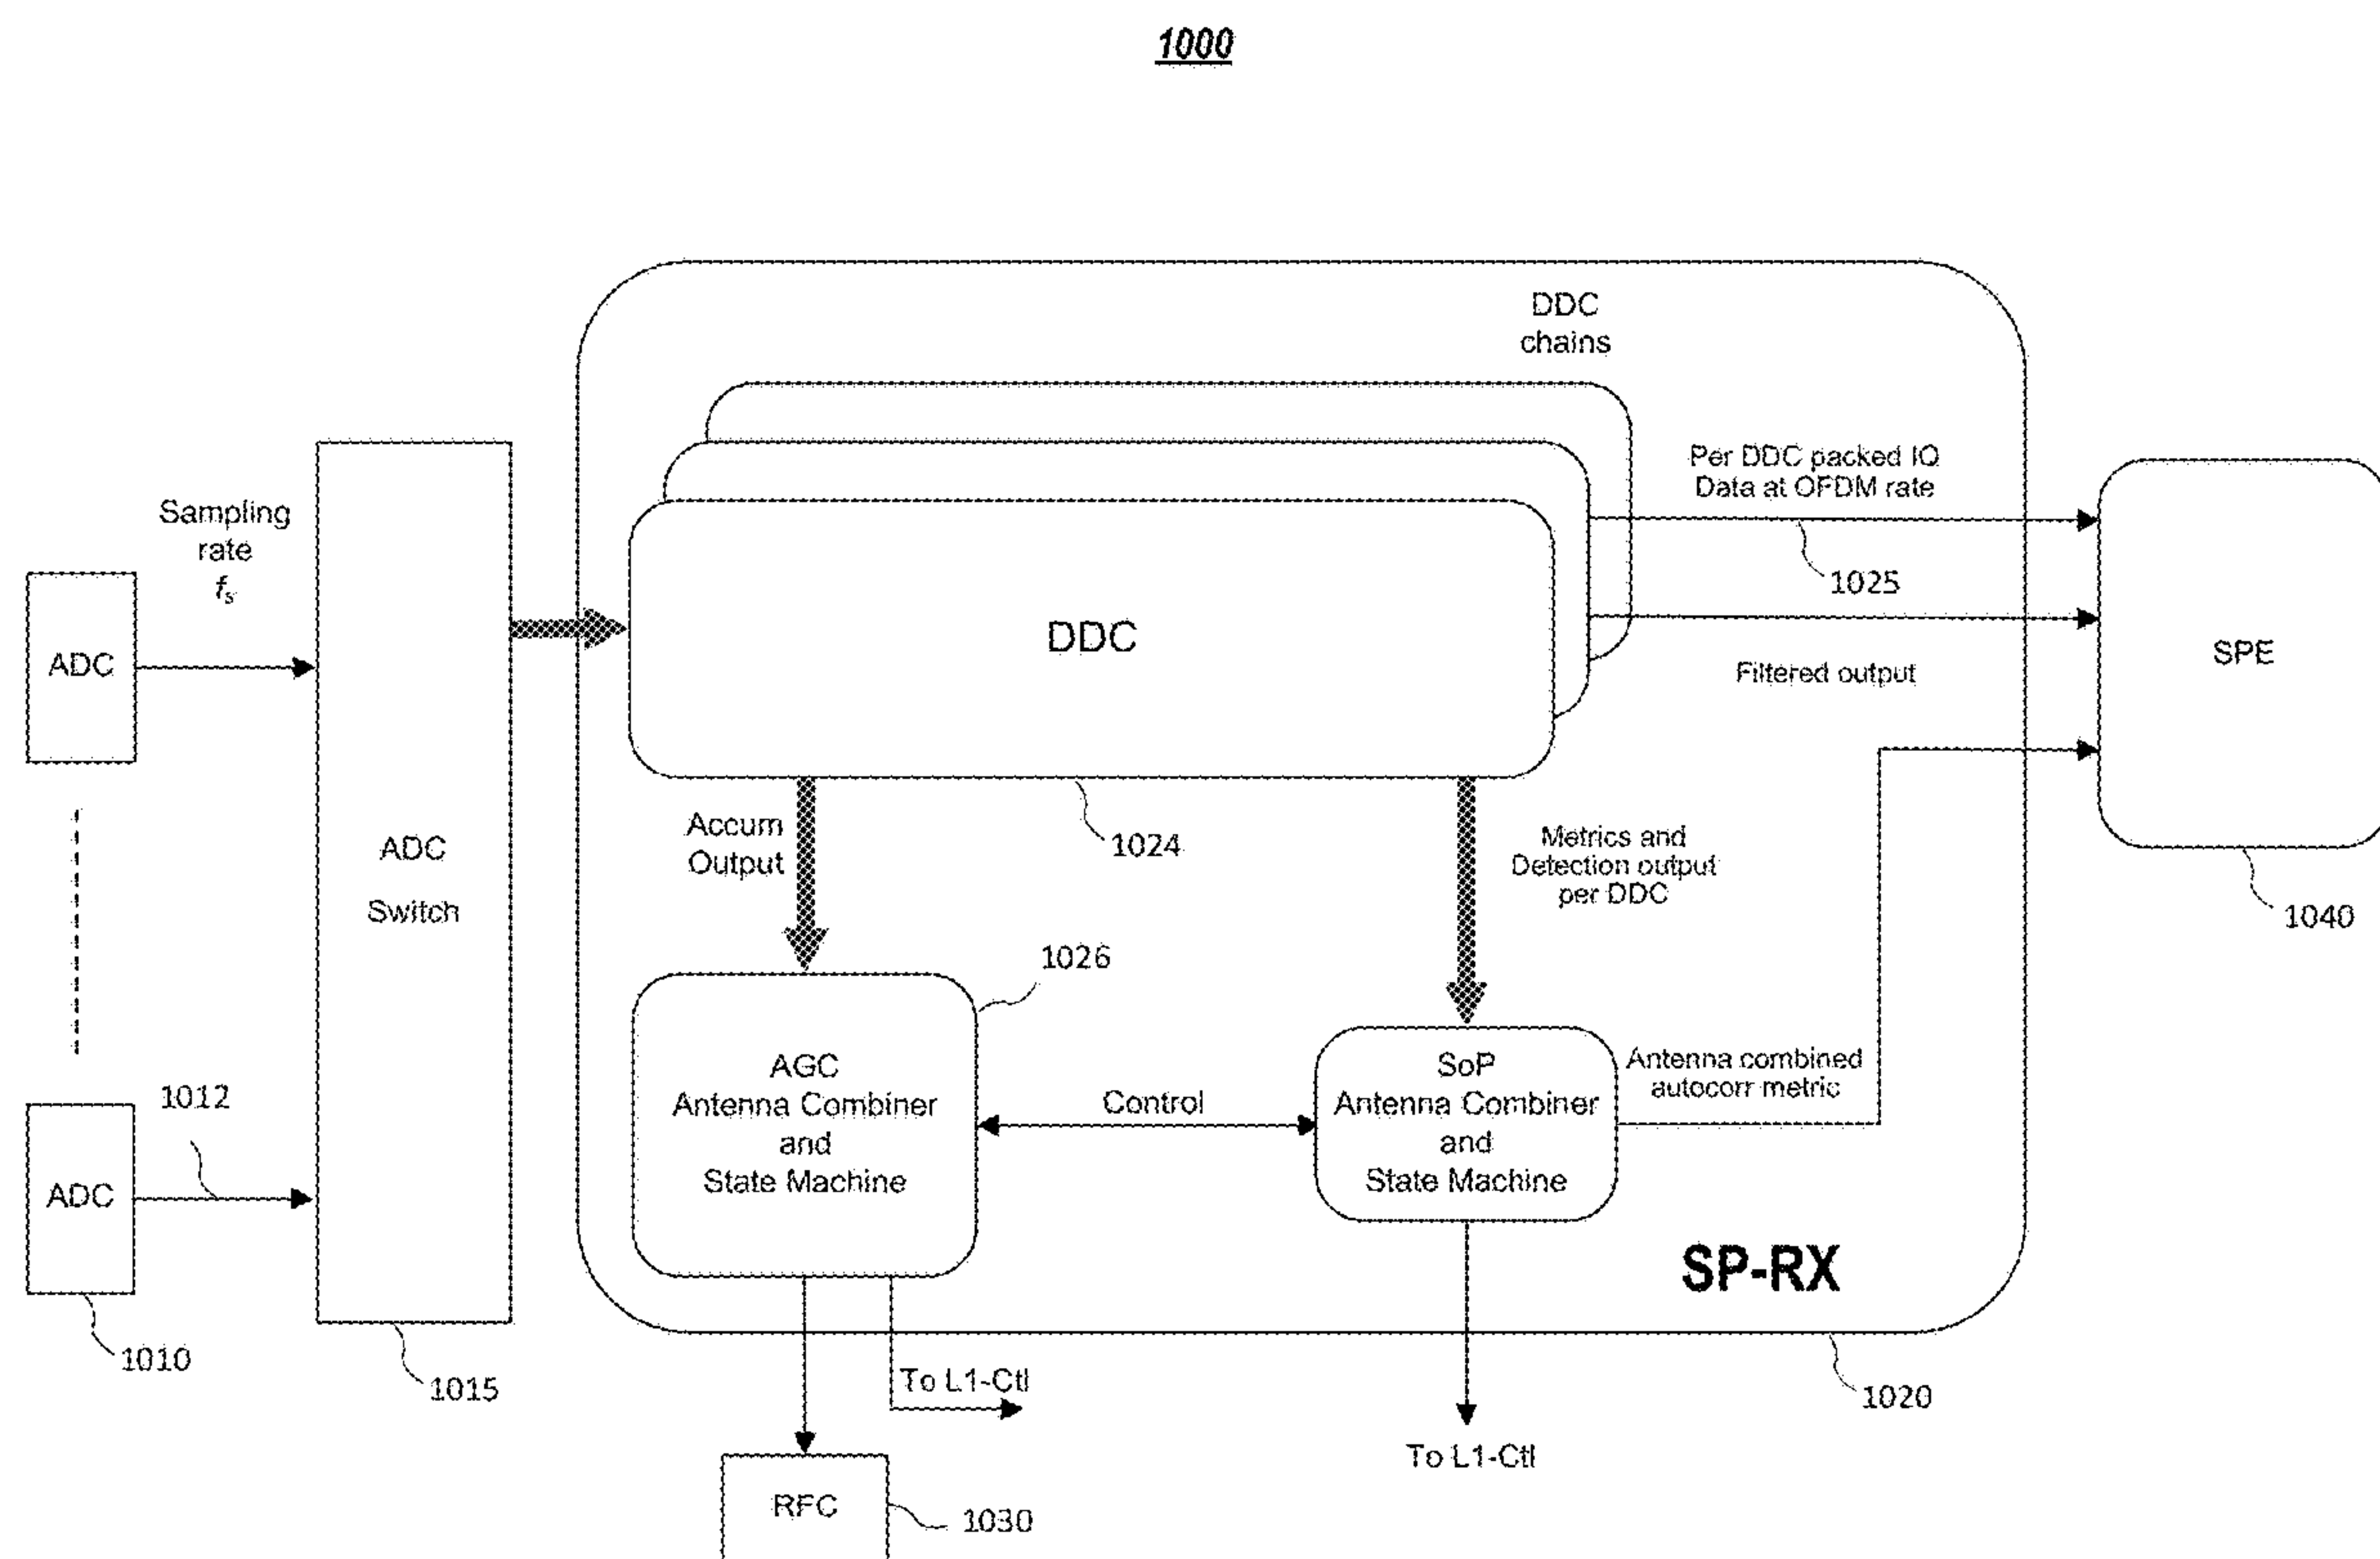 1000
DDC
chains
Per DDC packed IQ
Data at OFDM rate
Sampling
rate
fs
1025
ADC
DDC
SPE
Filtered output
Accum
Output
1024
Metrics and
Detection output
per DDC
ADC
Switch
1040
1026
AGC
Antenna Combiner
and
State Machine
Control
SoP
Antenna Combiner
and
State Machine
Antenna combined
autocorr metric
1012
ADC
SP-RX
1010
1015
To L1-Ctl
1020
To L1-Ctl
RFC
1030